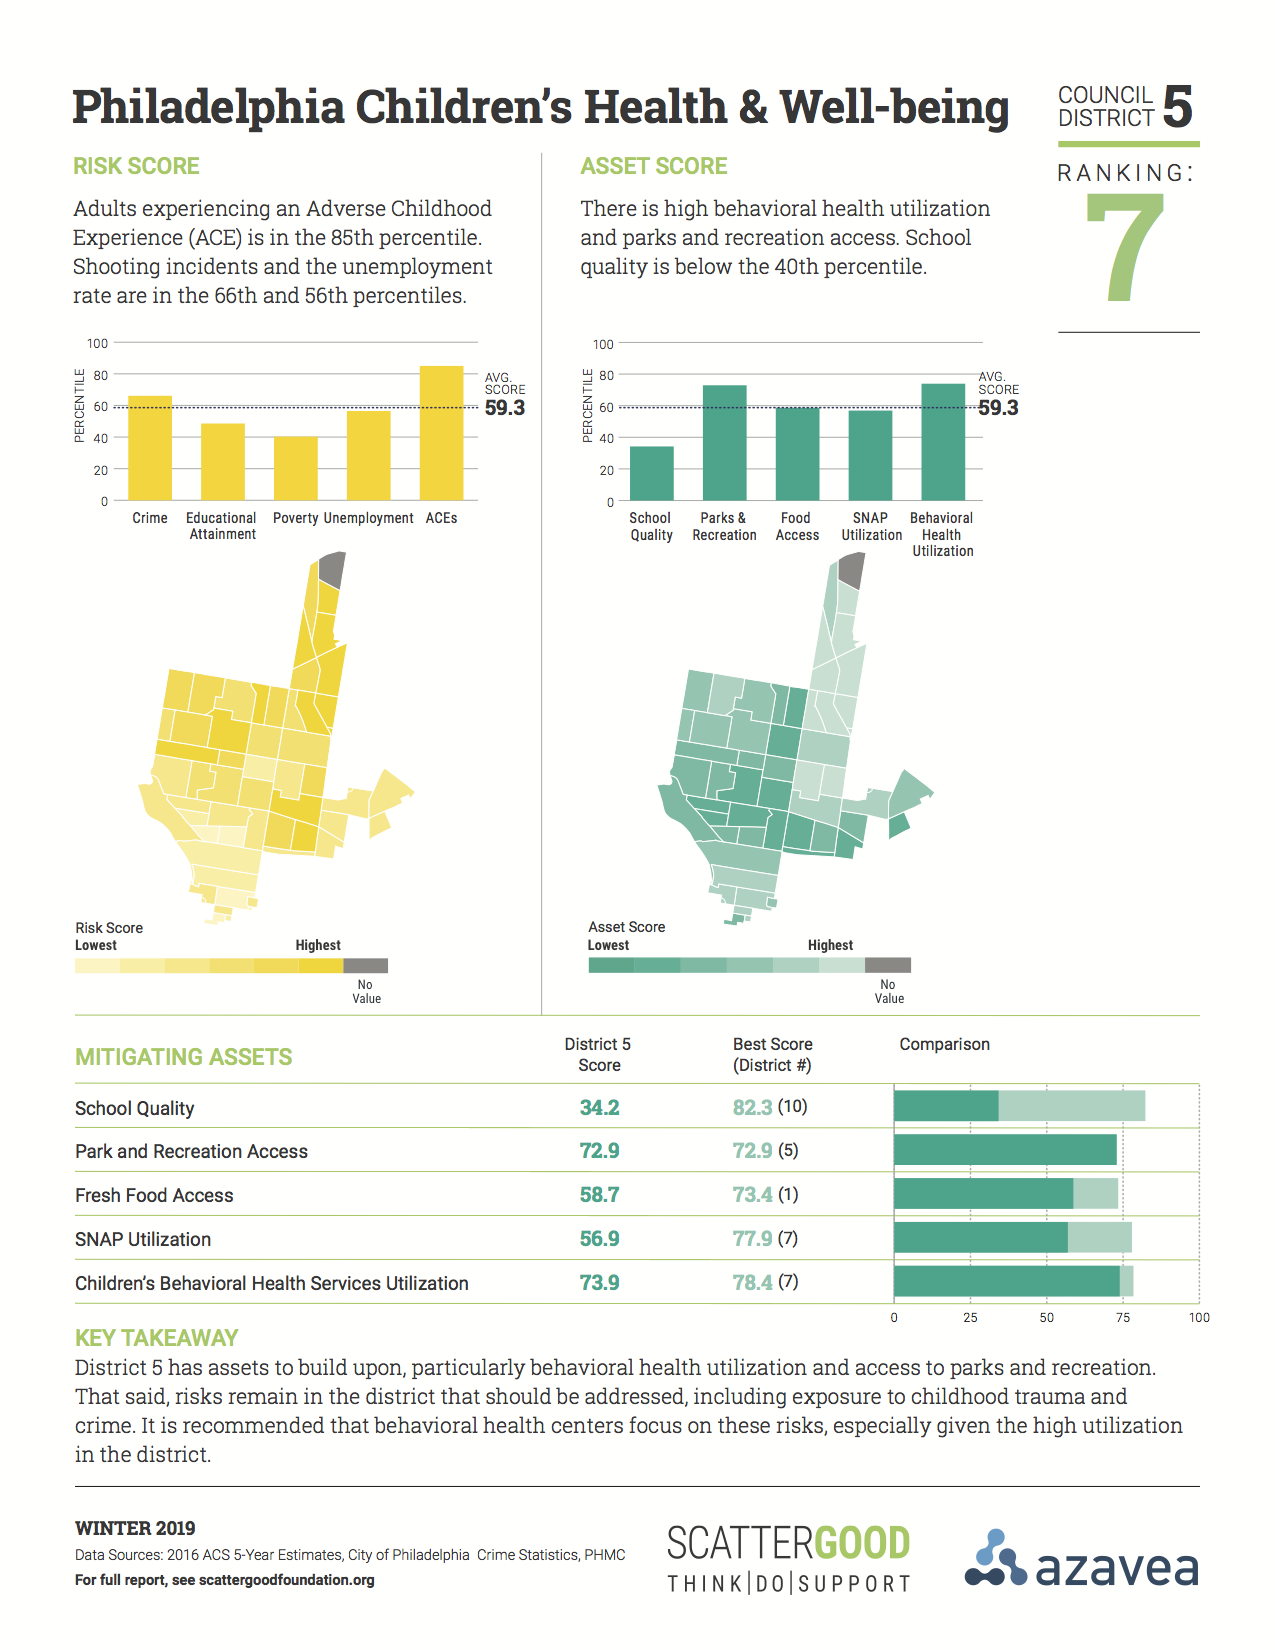 Philadelphia Children's Health & Well-being
COUNCIL
DISTRICT 5
RANKING:
7
RISK SCORE
Adults experiencing an Adverse Childhood
Experience (ACE) is in the 85th percentile.
Shooting incidents and the unemployment
rate are in the 66th and 56th percentiles.
PERCENTILE
100
80
60
40
20
0
AVG.
SCORE
59.3
Crime
Educational
Attainment
Poverty
Unemployment
ACEs
Risk Score
Lowest
Highest
No
Value
ASSET SCORE
There is high behavioral health utilization
and parks and recreation access. School
quality is below the 40th percentile.
PERCENTILE
100
80
60
40
20
0
AVG.
SCORE
59.3
School
Quality
Parks &
Recreation
Food
Access
SNAP
Utilization
Behavioral
Health
Utilization
Asset Score
Lowest
Highest
No
Value
MITIGATING ASSETS
District 5
Score
Best Score
(District #)
Comparison
School Quality 34.2 82.3 (10)
Park and Recreation Access 72.9 72.9 (5)
Fresh Food Access 58.7 73.4 (1)
SNAP Utilization 56.9 77.9 (7)
Children's Behavioral Health Services Utilization 73.9 78.4 (7)
0 25 50 75 100
KEY TAKEAWAY
District 5 has assets to build upon, particularly behavioral health utilization and access to parks and recreation.
That said, risks remain in the district that should be addressed, including exposure to childhood trauma and
crime. It is recommended that behavioral health centers focus on these risks, especially given the high utilization
in the district.
WINTER 2019
Data Sources: 2016 ACS 5-Year Estimates, City of Philadelphia Crime Statistics, PHMC
For full report, see scattergoodfoundation.org
SCATTERGOOD
THINK|DO|SUPPORT
azavea